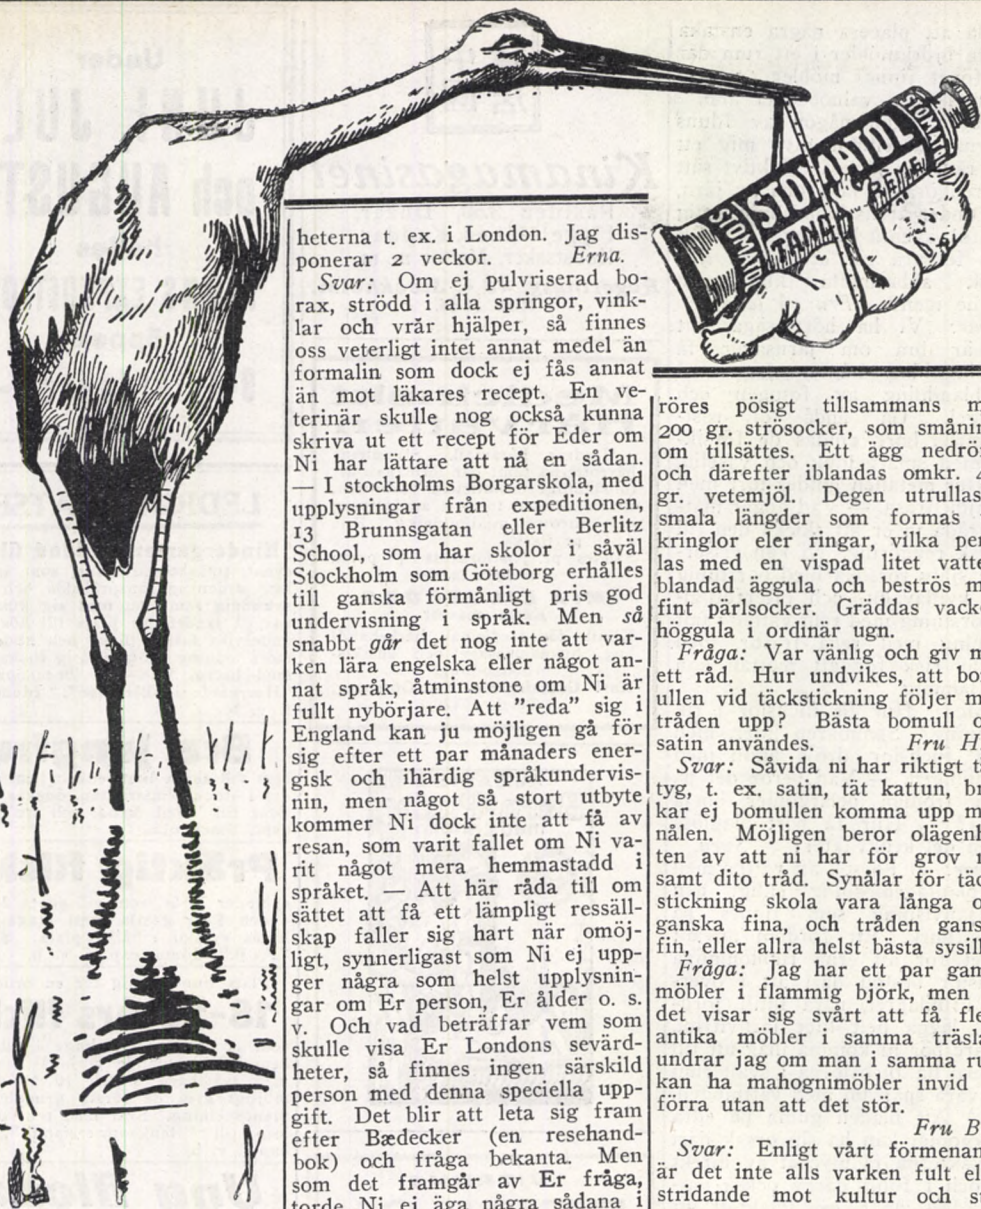 STOMATOL
STOMATOL
TAND
KRÄM
STOMATOL
heterna t. ex. i London. Jag dis-
ponerar 2 veckor. Erna.
Svar: Om ej pulvriserad bo-
rax, strödd i alla springor, vink-
lar och vrår hjälper, så finnes
oss veterligt intet annat medel än
formalin som dock ej fås annat
än mot läkares recept. En ve-
terinär skulle nog också kunna
skriva ut ett recept för Eder om
Ni har lättare att nå en sådan.
— I stockholms Borgarskola, med
upplysningar från expeditionen,
13 Brunnsgatan eller Berlitz
School, som har skolor i såväl
Stockholm som Göteborg erhålles
till ganska förmånligt pris god
undervisning i språk. Men så
snabbt går det nog inte att var-
ken lära engelska eller något an-
nat språk, åtminstone om Ni är
fullt nybörjare. Att "reda" sig i
England kan ju möjligen gå för
sig efter ett par månaders ener-
gisk och ihärdig språkundervis-
nin, men något så stort utbyte
kommer Ni dock inte att få av
resan, som varit fallet om Ni va-
rit något mera hemmastadd i
språket. — Att här råda till om
sättet att få ett lämpligt ressäll-
skap faller sig hart när omöj-
ligt, synnerligast som Ni ej upp-
ger några som helst upplysnin-
gar om Er person, Er ålder o. s.
v. Och vad beträffar vem som
skulle visa Er Londons sevärd-
heter, så finnes ingen särskild
person med denna speciella upp-
gift. Det blir att leta sig fram
efter Bædecker (en resehand-
bok) och fråga bekanta. Men
som det framgår av Er fråga,
torde Ni ej äga några sådana i
röres pösigt tillsammans m
200 gr. strösocker, som smånin
om tillsättes. Ett ägg nedrö
och därefter iblandas omkr.
gr. vetemjöl. Degen utrullas
smala längder som formas
kringlor eler ringar, vilka pen
las med en vispad litet vatte
blandad äggula och beströs m
fint pärlsocker. Gräddas vack
höggula i ordinär ugn.
Fråga: Var vänlig och giv m
ett råd. Hur undvikes, att bo
ullen vid täckstickning följer m
tråden upp? Bästa bomull o
satin användes. Fru H.
Svar: Såvida ni har riktigt t
tyg, t. ex. satin, tät kattun, br
kar ej bomullen komma upp m
nålen. Möjligen beror olägenh
ten av att ni har för grov n
samt dito tråd. Synålar för täc
stickning skola vara långa o
ganska fina, och tråden gans
fin, eller allra helst bästa sysill
Fråga: Jag har ett par gam
möbler i flammig björk, men
det visar sig svårt att få fle
antika möbler i samma träsla
undrar jag om man i samma ru
kan ha mahognimöbler invid
förra utan att det stör.
Fru B
Svar: Enligt vårt förmenan
är det inte alls varken fult el
stridande mot kultur och s